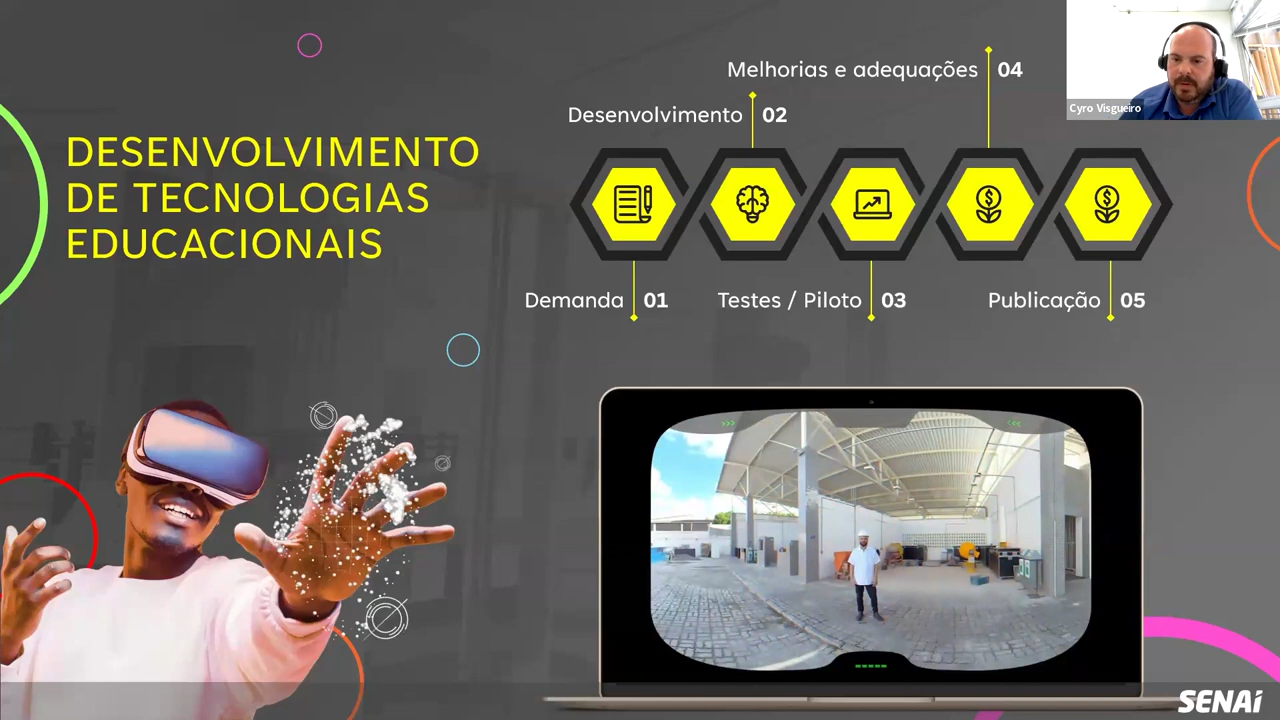 Melhorias e adequações 04
Cyro Visgueiro
Desenvolvimento 02
DESENVOLVIMENTO
DE TECNOLOGIAS
EDUCACIONAIS
Demanda 01
Testes / Piloto 03
Publicação 05
SENAI